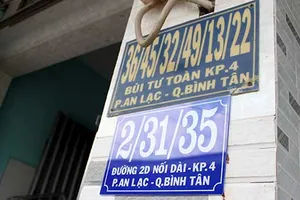 36/45/32/49/13/22
BÙI TƯ TOÀN KP.4
P.AN LẠC - Q.BÌNH TÂN
2/31/35
ĐƯỜNG 2D NỐI DÀI - KP.4
P.AN LẠC - Q.BÌNH TÂN